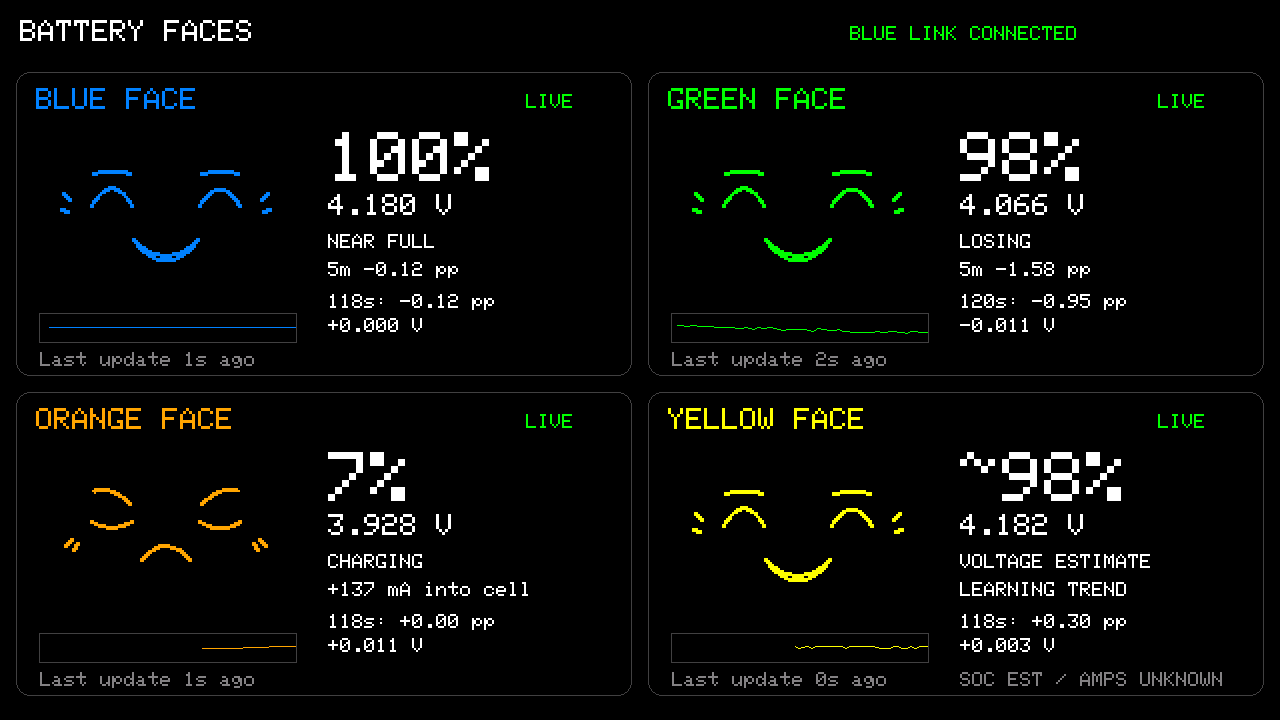 BATTERY FACES
BLUE LINK CONNECTED
BLUE FACE
LIVE
100%
4.180 V
NEAR FULL
5m -0.12 pp
118s: -0.12 pp
+0.000 V
Last update 1s ago
GREEN FACE
LIVE
98%
4.066 V
LOSING
5m -1.58 pp
120s: -0.95 pp
-0.011 V
Last update 2s ago
ORANGE FACE
LIVE
7%
3.928 V
CHARGING
+137 mA into cell
118s: +0.00 pp
+0.011 V
Last update 1s ago
YELLOW FACE
LIVE
~98%
4.182 V
VOLTAGE ESTIMATE
LEARNING TREND
118s: +0.30 pp
+0.003 V
Last update 0s ago
SOC EST / AMPS UNKNOWN